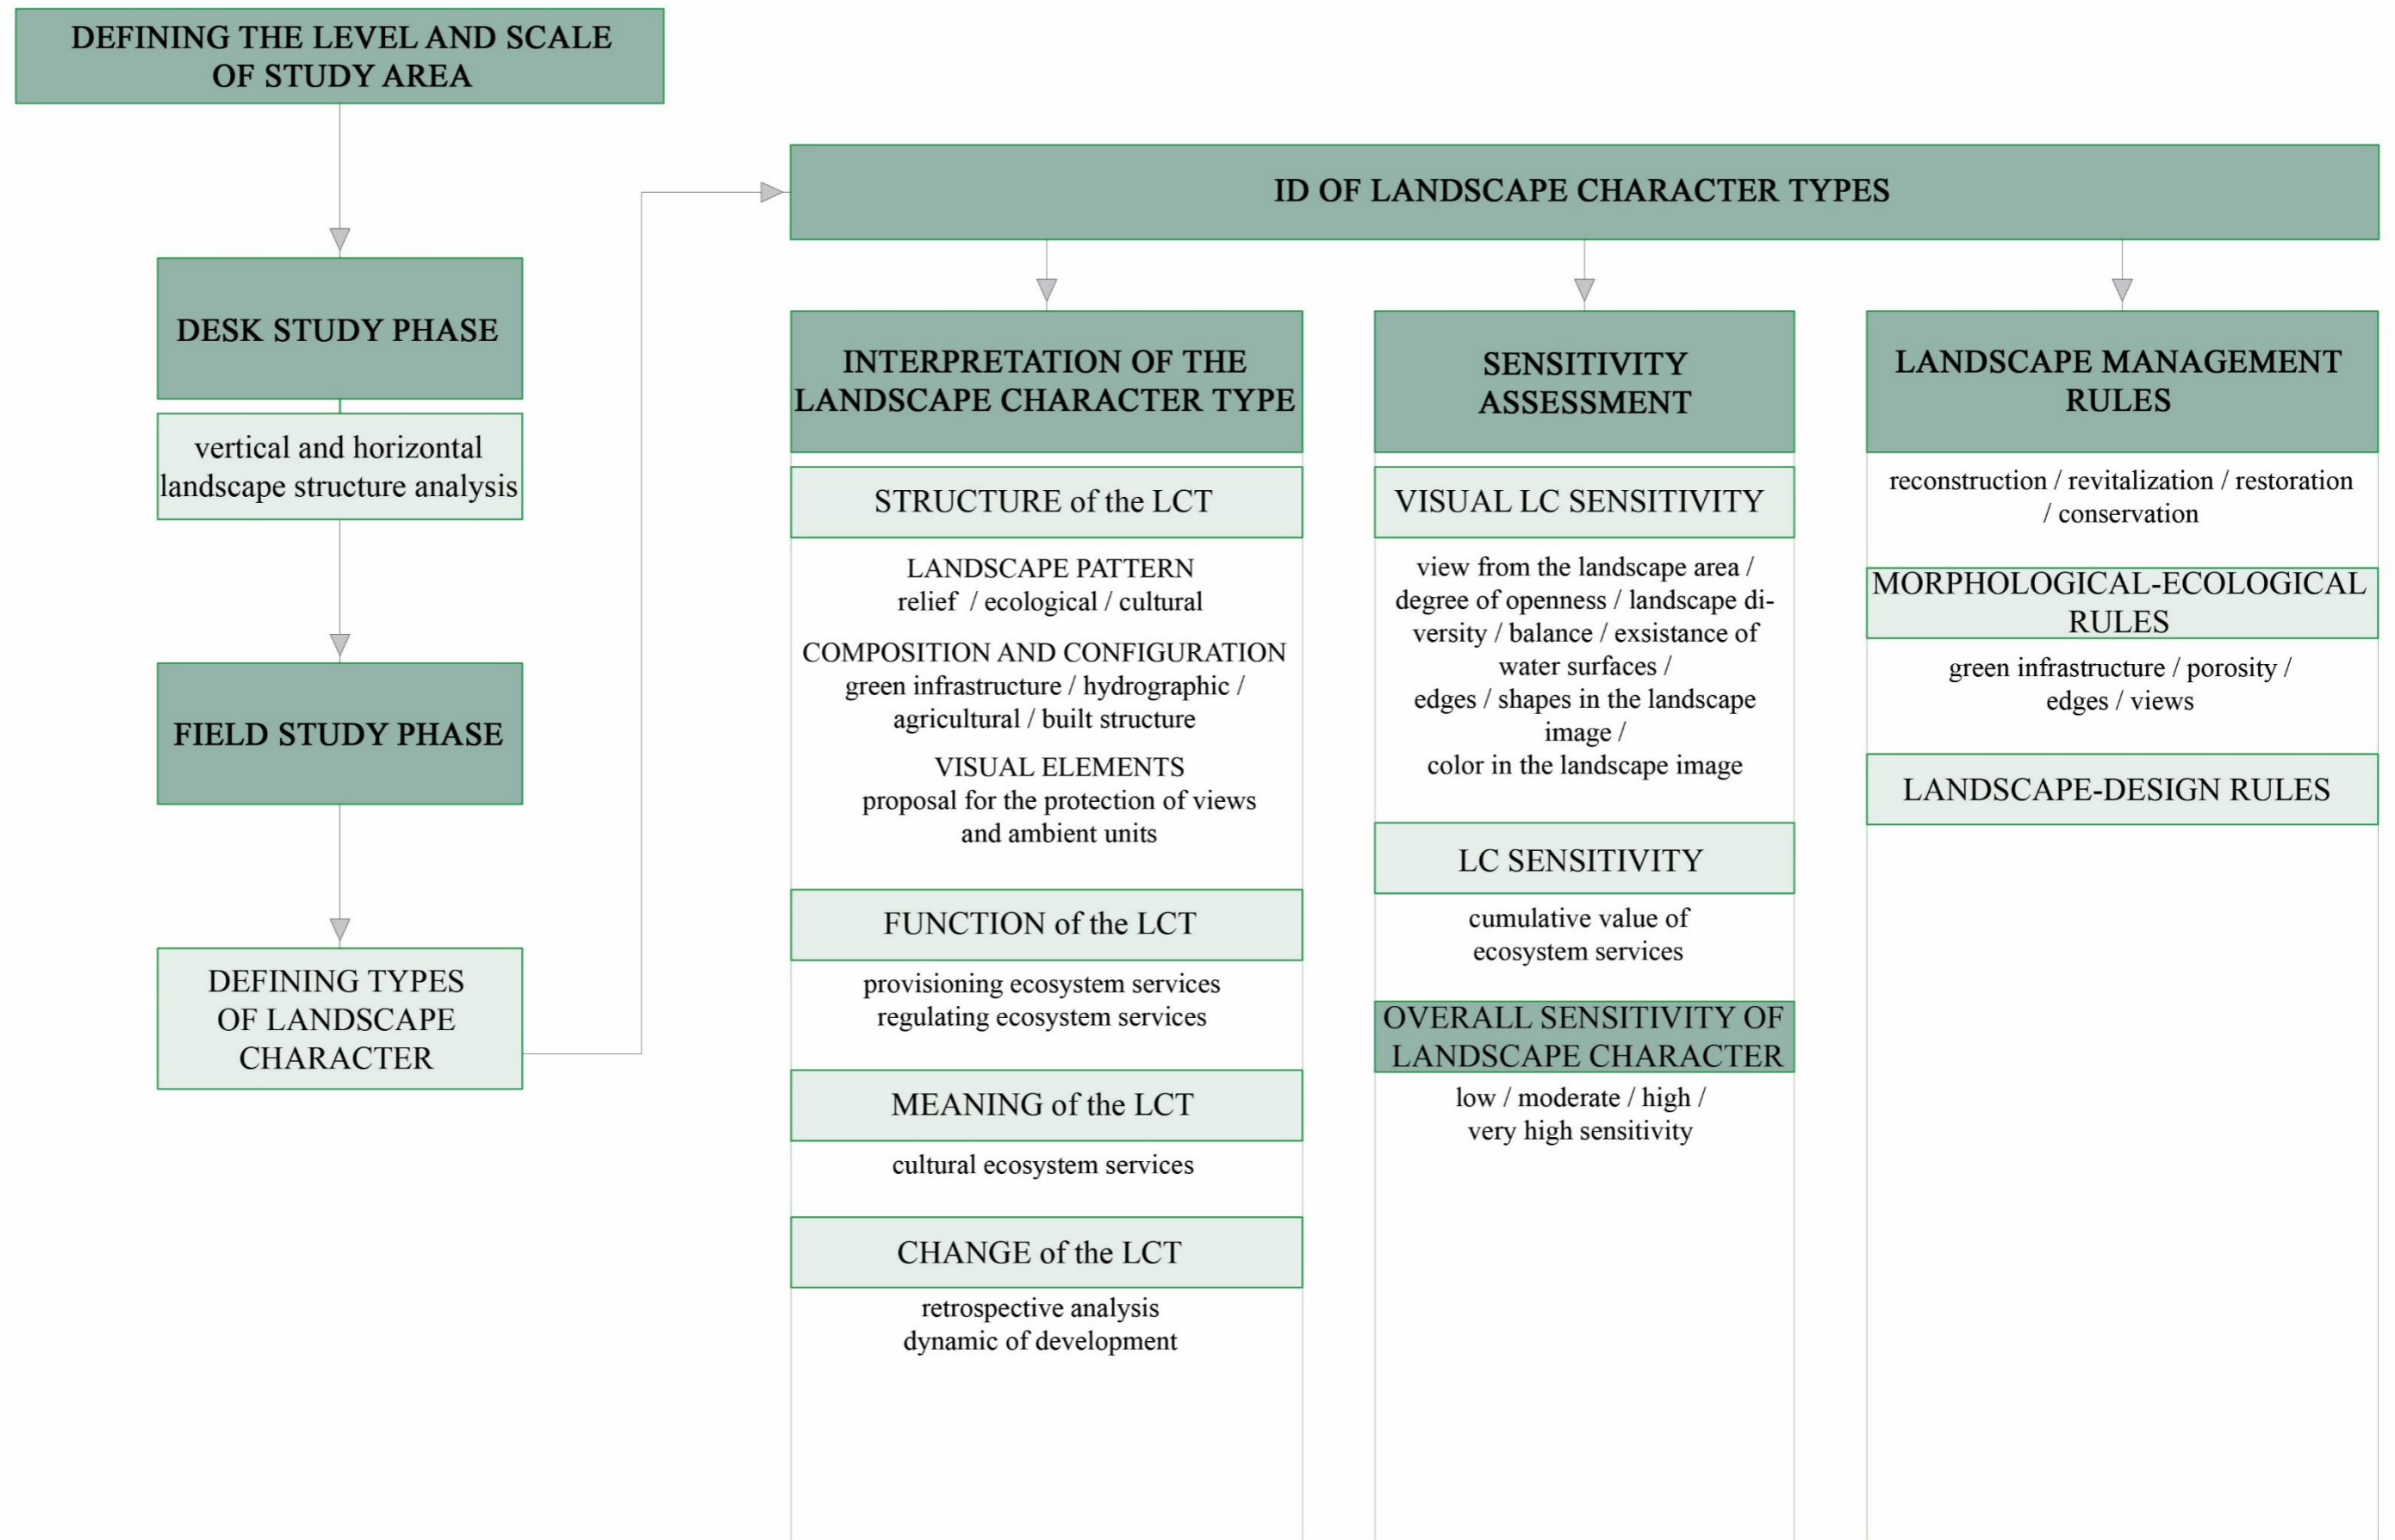 DEFINING THE LEVEL AND SCALE
OF STUDY AREA
DESK STUDY PHASE
vertical and horizontal
landscape structure analysis
FIELD STUDY PHASE
DEFINING TYPES
OF LANDSCAPE
CHARACTER
ID OF LANDSCAPE CHARACTER TYPES
INTERPRETATION OF THE
LANDSCAPE CHARACTER TYPE
STRUCTURE of the LCT
LANDSCAPE PATTERN
relief / ecological / cultural
COMPOSITION AND CONFIGURATION
green infrastructure / hydrographic /
agricultural / built structure
VISUAL ELEMENTS
proposal for the protection of views
and ambient units
FUNCTION of the LCT
provisioning ecosystem services
regulating ecosystem services
MEANING of the LCT
cultural ecosystem services
CHANGE of the LCT
retrospective analysis
dynamic of development
SENSITIVITY
ASSESSMENT
VISUAL LC SENSITIVITY
view from the landscape area /
degree of openness / landscape di-
versity / balance / exsistance of
water surfaces /
edges / shapes in the landscape
image /
color in the landscape image
LC SENSITIVITY
cumulative value of
ecosystem services
OVERALL SENSITIVITY OF
LANDSCAPE CHARACTER
low / moderate / high /
very high sensitivity
LANDSCAPE MANAGEMENT
RULES
reconstruction / revitalization / restoration
/ conservation
MORPHOLOGICAL-ECOLOGICAL
RULES
green infrastructure / porosity /
edges / views
LANDSCAPE-DESIGN RULES